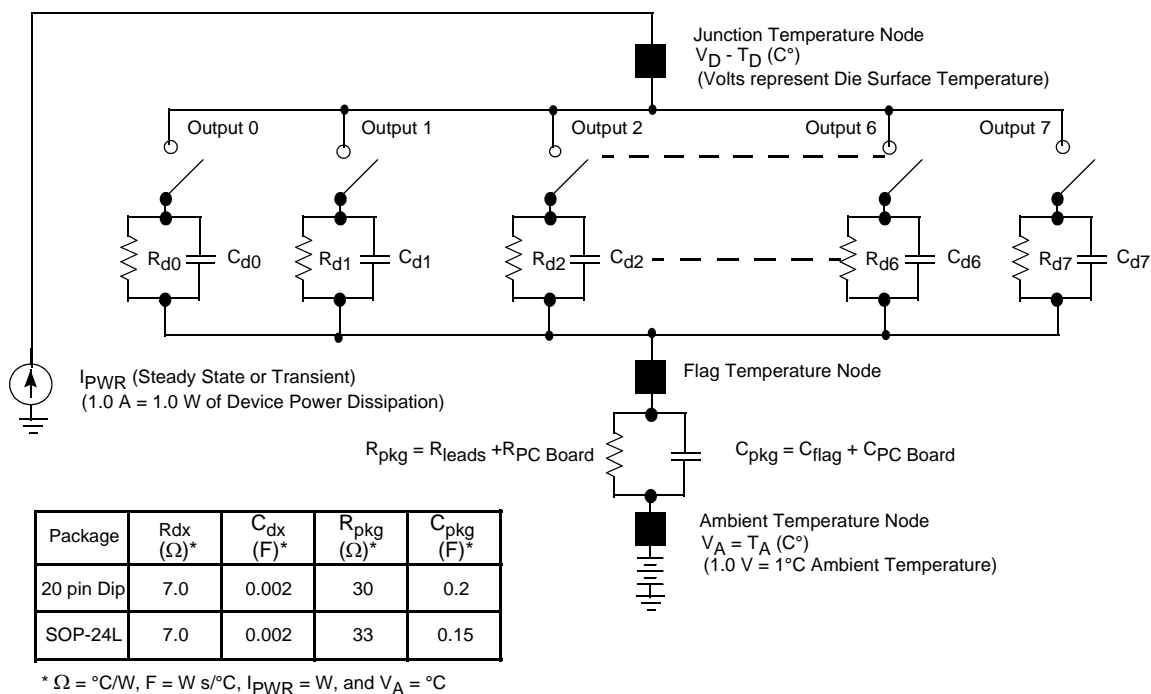 Junction Temperature Node
VD - TD (C°)
(Volts represent Die Surface Temperature)
Output 0
Output 1
Output 2
Output 6
Output 7
Rd0
Cd0
Rd1
Cd1
Rd2
Cd2
Rd6
Cd6
Rd7
Cd7
IPWR (Steady State or Transient)
(1.0 A = 1.0 W of Device Power Dissipation)
Flag Temperature Node
Rpkg = Rleads +RPC Board
Cpkg = Cflag + CPC Board
Ambient Temperature Node
VA = TA (C°)
(1.0 V = 1°C Ambient Temperature)
Package Rdx (Ω)* Cdx (F)* Rpkg (Ω)* Cpkg (F)*
20 pin Dip 7.0 0.002 30 0.2
SOP-24L 7.0 0.002 33 0.15
* Ω = °C/W, F = W s/°C, IPWR = W, and VA = °C